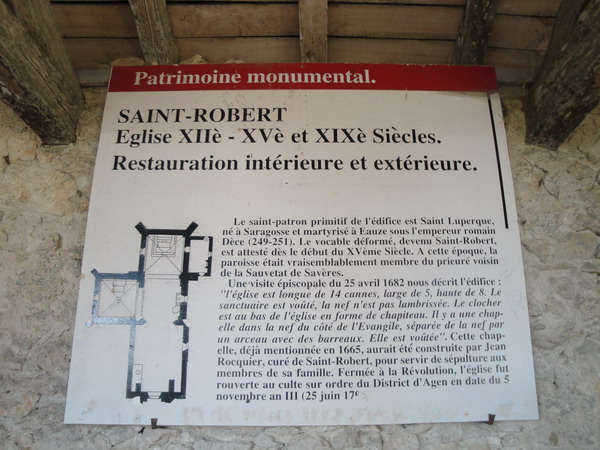 Patrimoine monumental.
SAINT-ROBERT
Eglise XIIè - XVè et XIXè Siècles.
Restauration intérieure et extérieure.
Le saint-patron primitif de l'édifice est Saint Luperque,
né à Saragosse et martyrisé à Eauze sous l'empereur romain
Dèce (249-251). Le vocable déformé, devenu Saint-Robert,
est attesté dès le début du XVème Siècle. A cette époque, la
paroisse était vraisemblablement membre du prieuré voisin
de la Sauvetat de Savères.
Une visite épiscopale du 25 avril 1682 nous décrit l'édifice :
"l'église est longue de 14 cannes, large de 5, haute de 8. Le
sanctuaire est voûté, la nef n'est pas lambrissée. Le clocher
est au bas de l'église en forme de chapiteau. Il y a une chap-
elle dans la nef du côté de l'Evangile, séparée de la nef par
un arceau avec des barreaux. Elle est voûtée". Cette chap-
elle, déjà mentionnée en 1665, aurait été construite par Jean
Rocquier, curé de Saint-Robert, pour servir de sépulture aux
membres de sa famille. Fermée à la Révolution, l'église fut
rouverte au culte sur ordre du District d'Agen en date du 5
novembre an III (25 juin 17